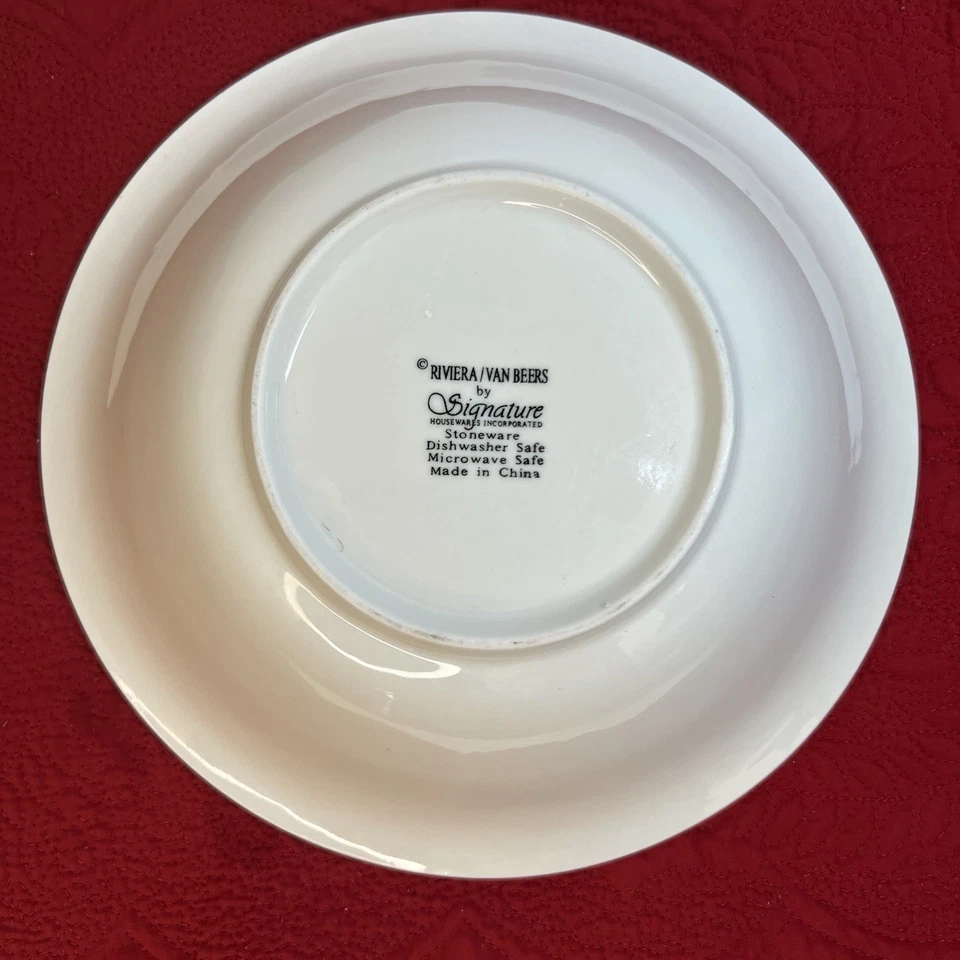 © RIVIERA/VAN BEERS
by
Signature
HOUSEWARES INCORPORATED
Stoneware
Dishwasher Safe
Microwave Safe
Made in China